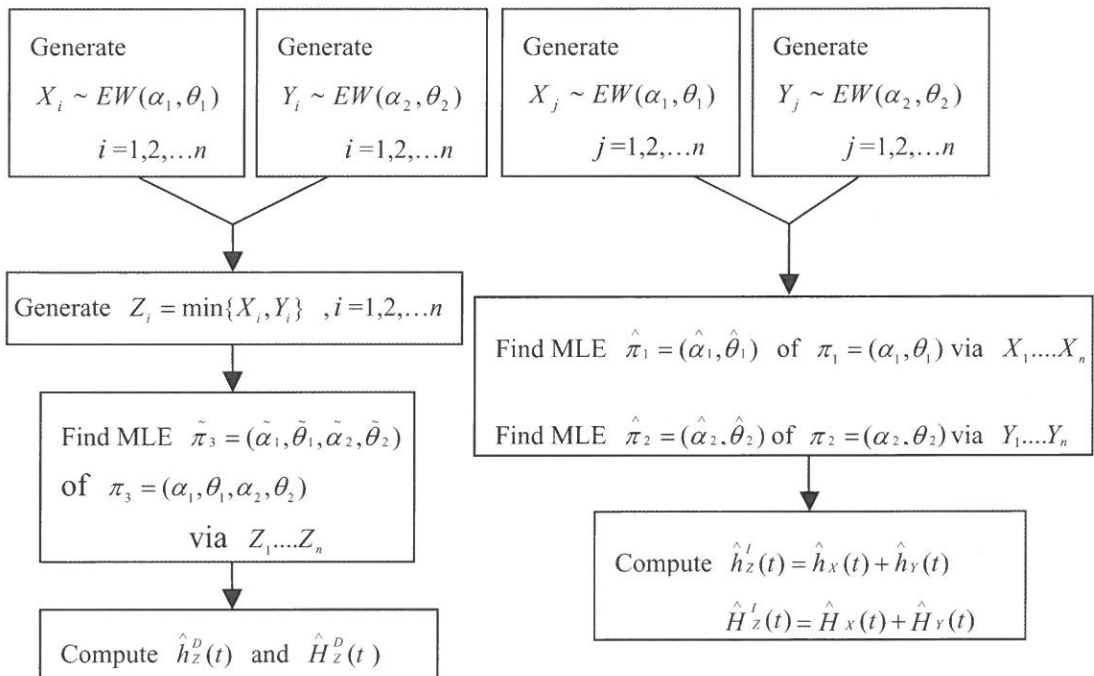 Generate
X_i ~ EW(α_1, θ_1)
i =1,2,…n
Generate
Y_i ~ EW(α_2, θ_2)
i =1,2,…n
Generate
X_j ~ EW(α_1, θ_1)
j =1,2,…n
Generate
Y_j ~ EW(α_2, θ_2)
j =1,2,…n
Generate Z_i = min{X_i, Y_i} , i =1,2,…n
Find MLE π̃_3 = (α̃_1, θ̃_1, α̃_2, θ̃_2)
of π_3 = (α_1, θ_1, α_2, θ_2)
via Z_1....Z_n
Compute ĥ_Z^D(t) and Ĥ_Z^D(t)
Find MLE π̂_1 = (α̂_1, θ̂_1) of π_1 = (α_1, θ_1) via X_1....X_n
Find MLE π̂_2 = (α̂_2, θ̂_2) of π_2 = (α_2, θ_2) via Y_1....Y_n
Compute ĥ_Z^I(t) = ĥ_X(t) + ĥ_Y(t)
Ĥ_Z^I(t) = Ĥ_X(t) + Ĥ_Y(t)